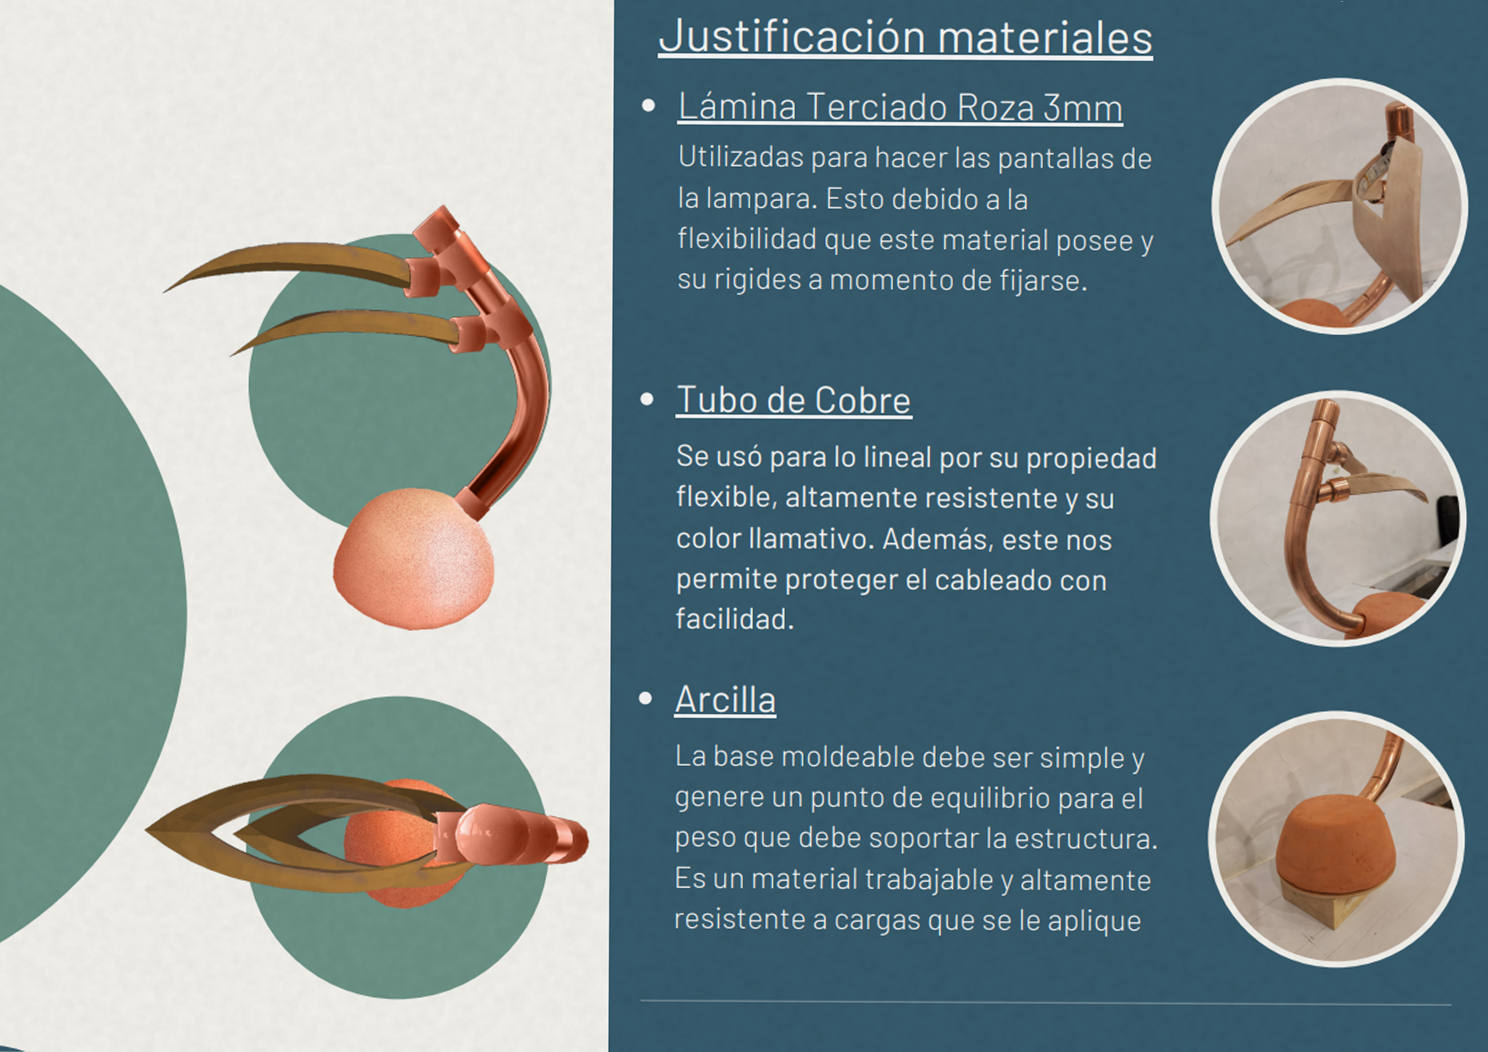 Justificación materiales
Lámina Terciado Roza 3mm
Utilizadas para hacer las pantallas de
la lampara. Esto debido a la
flexibilidad que este material posee y
su rigides a momento de fijarse.
Tubo de Cobre
Se usó para lo lineal por su propiedad
flexible, altamente resistente y su
color llamativo. Además, este nos
permite proteger el cableado con
facilidad.
Arcilla
La base moldeable debe ser simple y
genere un punto de equilibrio para el
peso que debe soportar la estructura.
Es un material trabajable y altamente
resistente a cargas que se le aplique